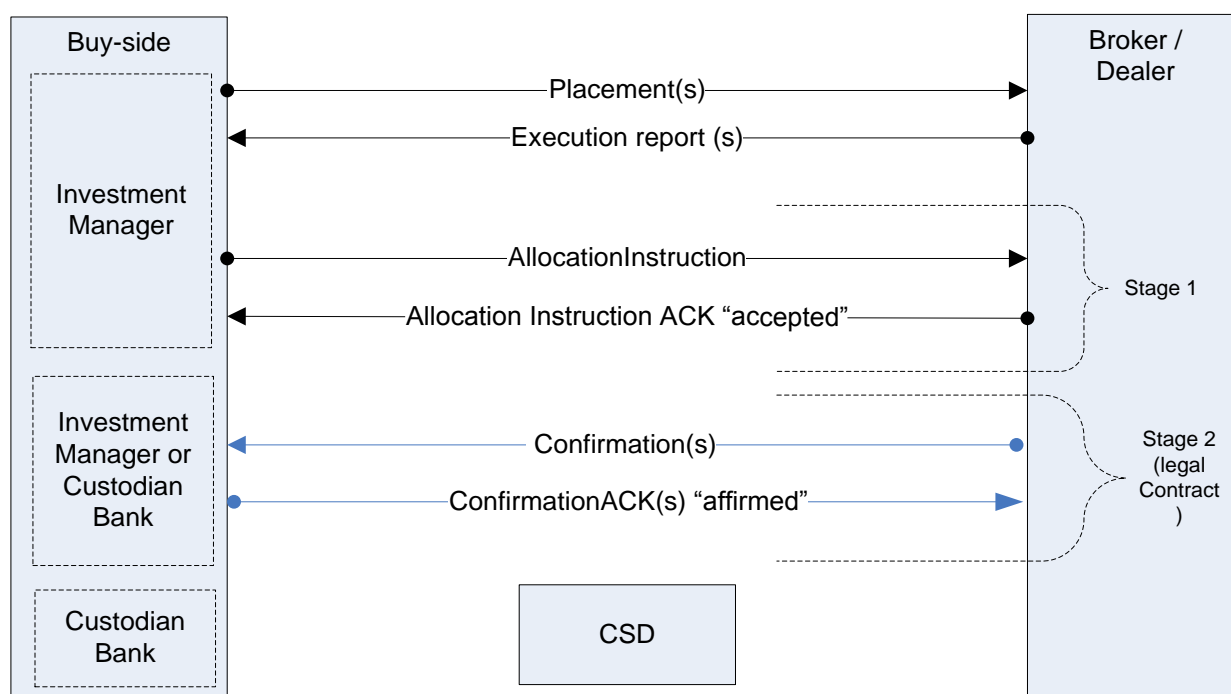 Buy-side
Broker /
Dealer
Placement(s)
Execution report (s)
Investment
Manager
AllocationInstruction
Stage 1
Allocation Instruction ACK “accepted”
Investment
Manager or
Custodian
Bank
Confirmation(s)
ConfirmationACK(s) “affirmed”
Stage 2
(legal
Contract
)
Custodian
Bank
CSD